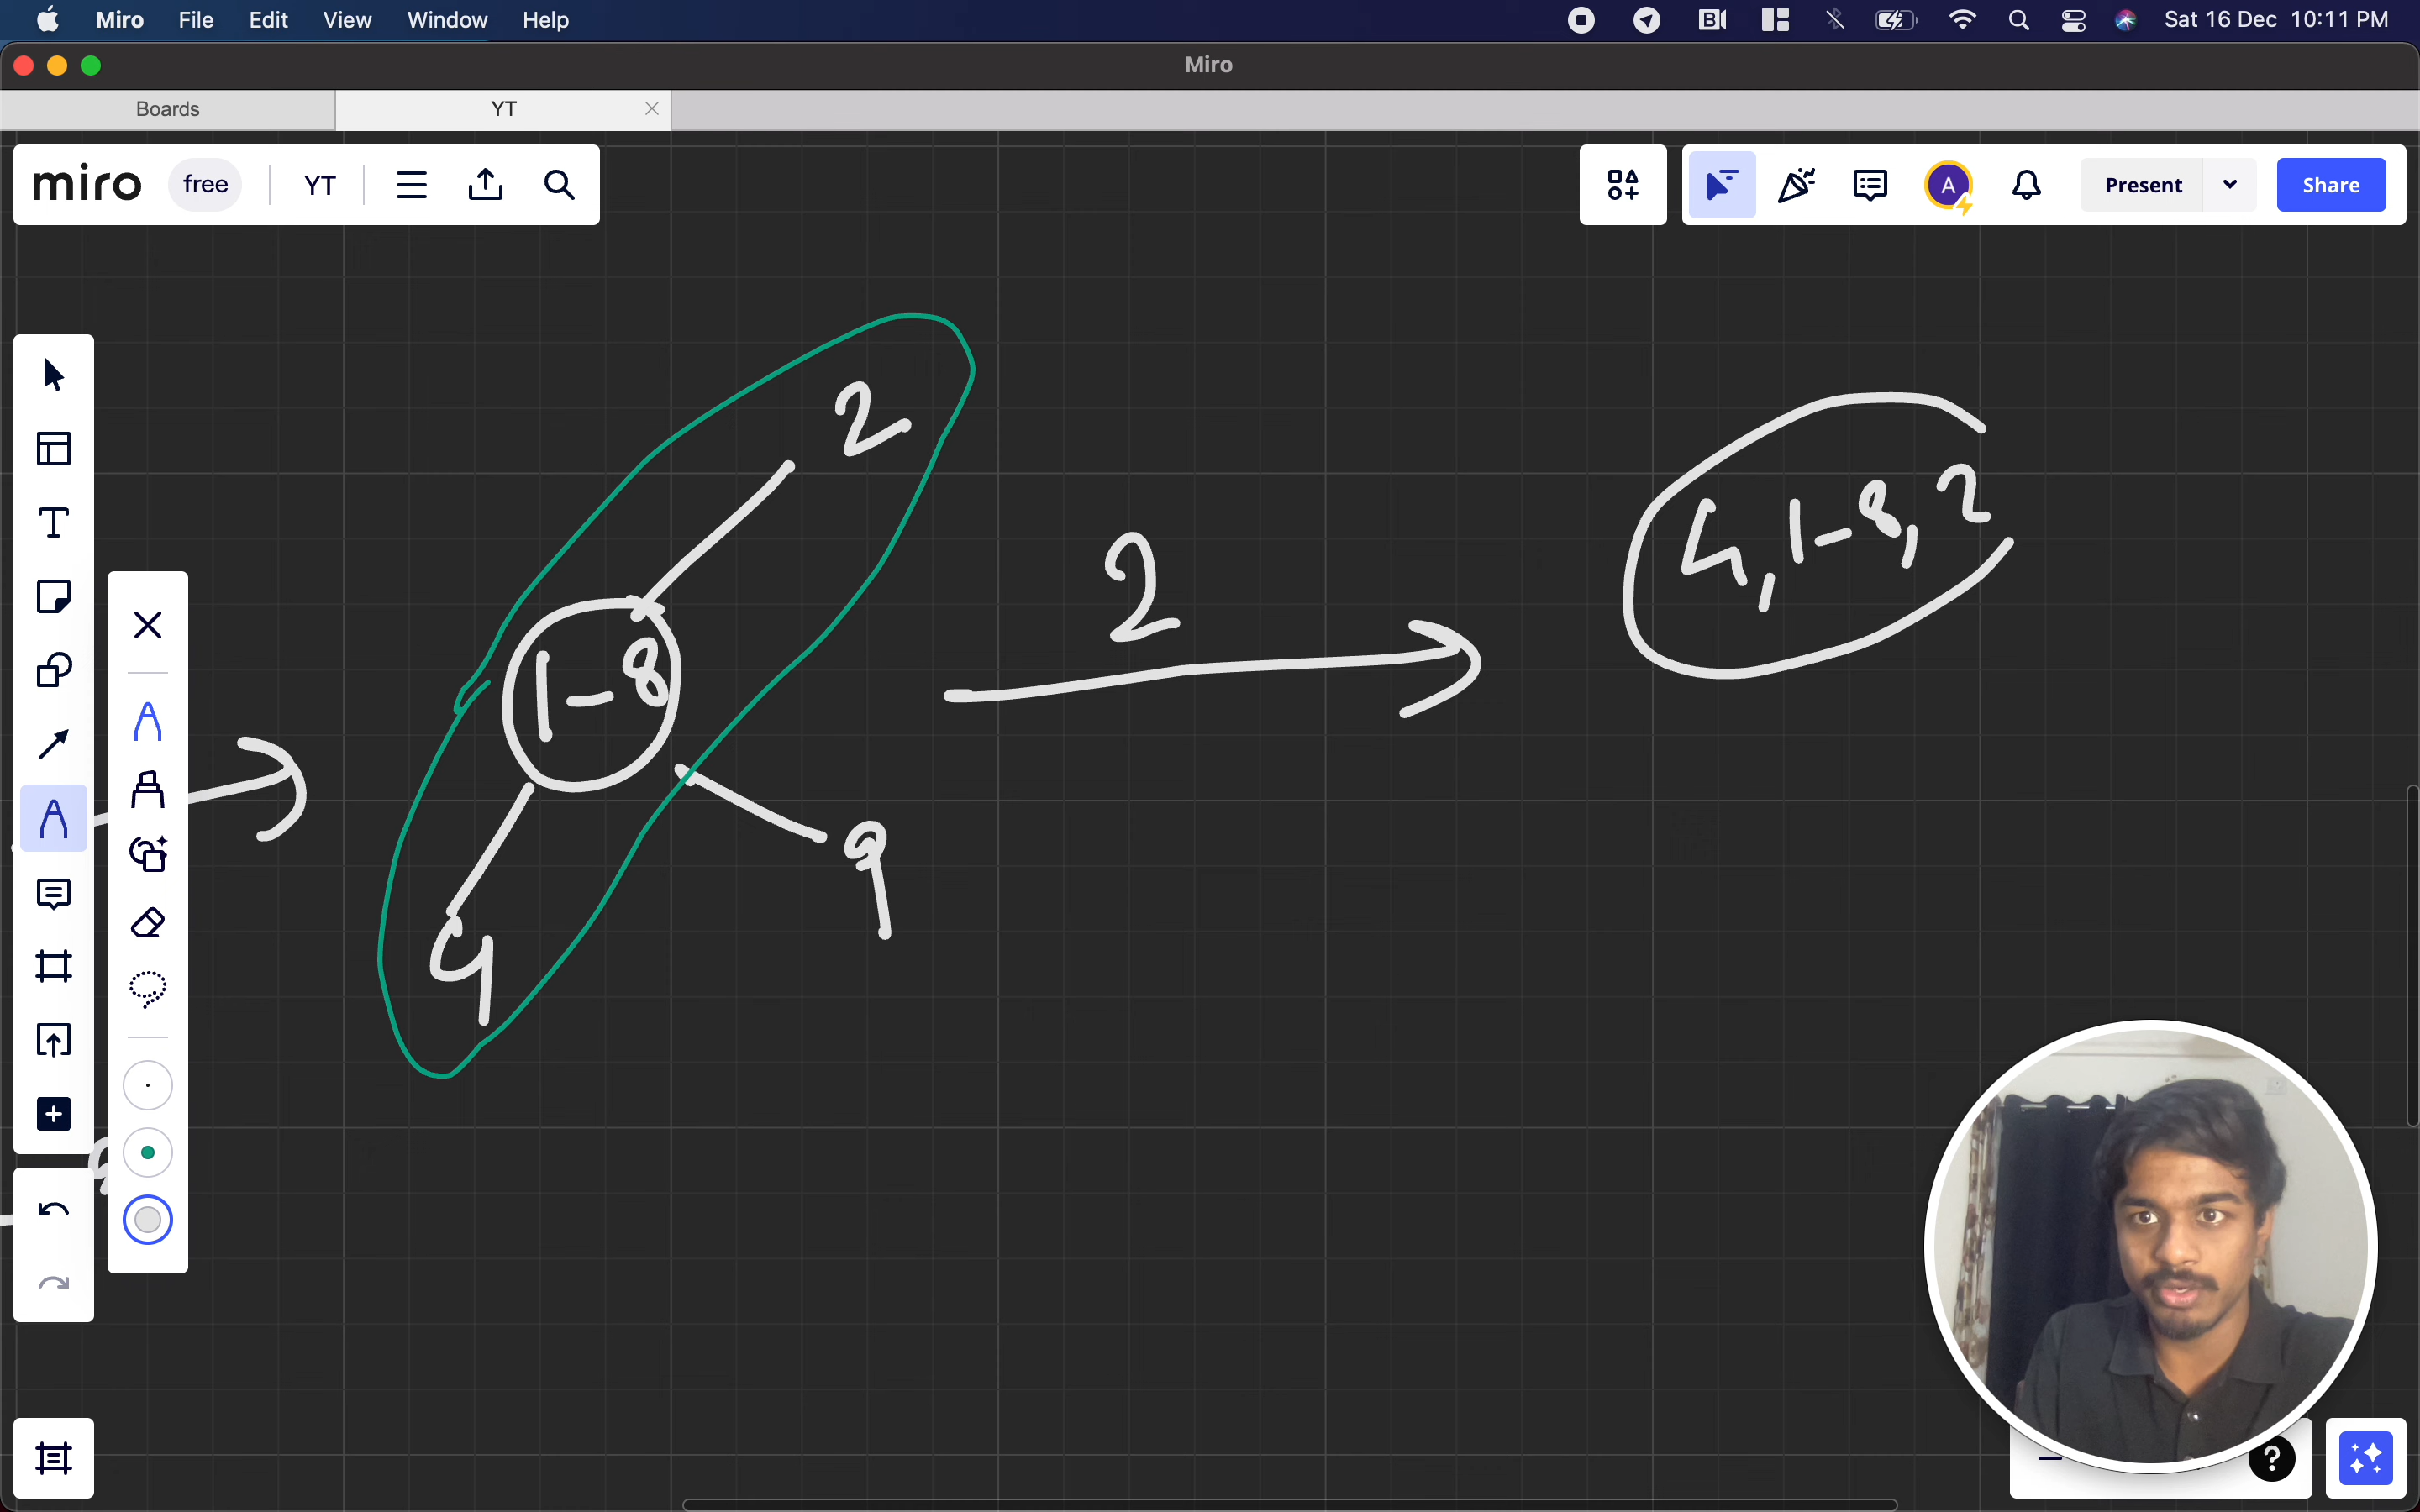 Miro File Edit View Window Help
Sat 16 Dec 10:11 PM
Miro
Boards
YT
miro free YT
A
Present
Share
T
2
1-8
4
9
2
4, 1-8, 2
?